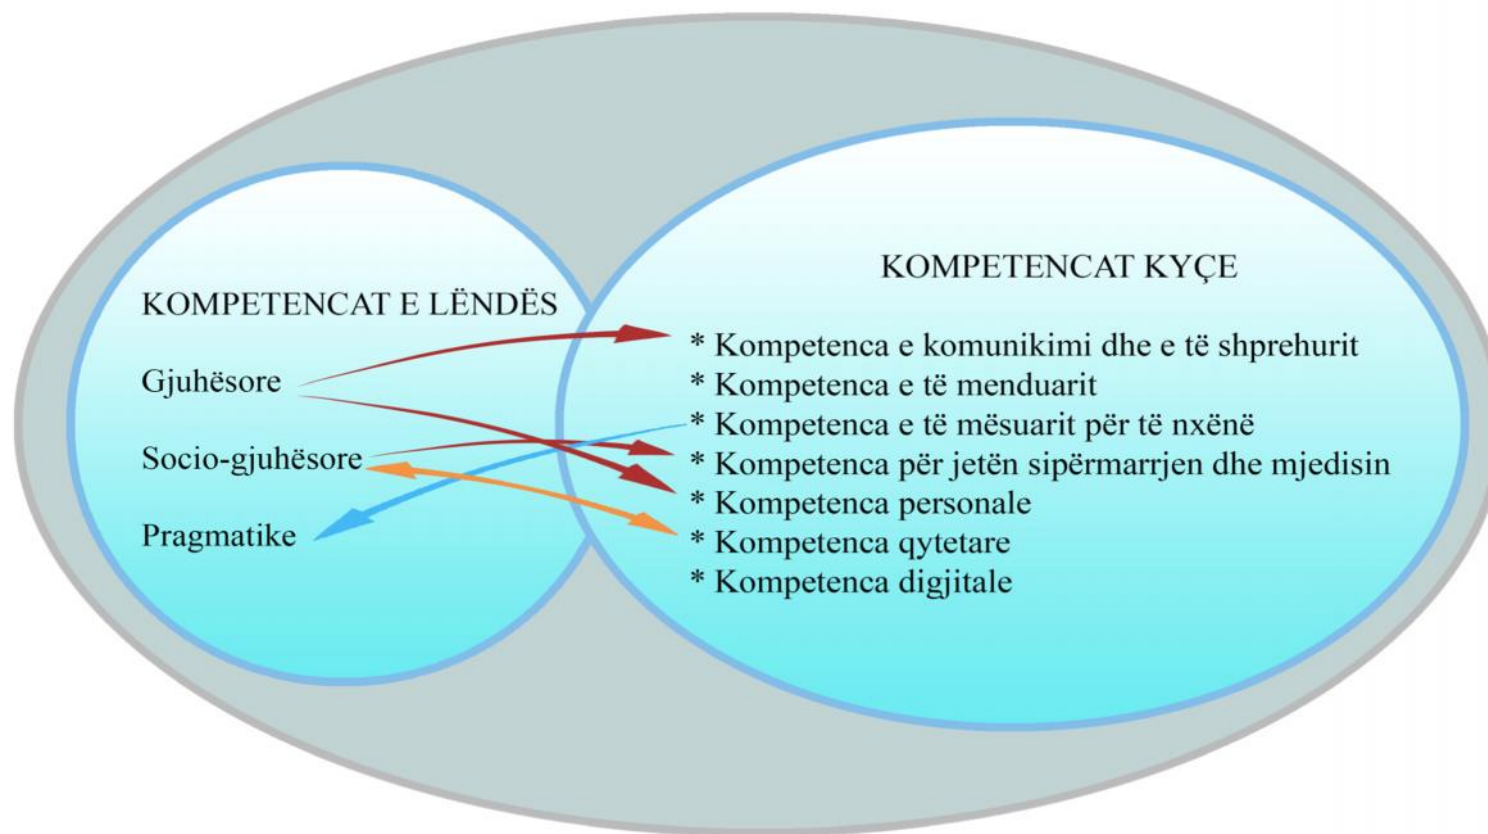 KOMPETENCAT E LËNDËS
Gjuhësore
Socio-gjuhësore
Pragmatike
KOMPETENCAT KYÇE
* Kompetenca e komunikimi dhe e të shprehurit
* Kompetenca e të menduarit
* Kompetenca e të mësuarit për të nxënë
* Kompetenca për jetën sipërmarrjen dhe mjedisin
* Kompetenca personale
* Kompetenca qytetare
* Kompetenca digjitale